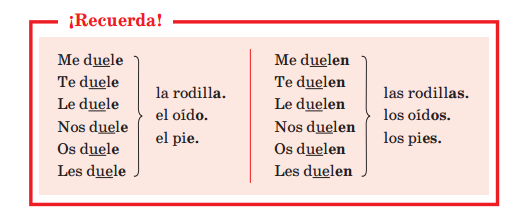 ¡Recuerda!
Me duele
Te duele
Le duele
Nos duele
Os duele
Les duele
la rodilla.
el oído.
el pie.
Me duelen
Te duelen
Le duelen
Nos duelen
Os duelen
Les duelen
las rodillas.
los oídos.
los pies.